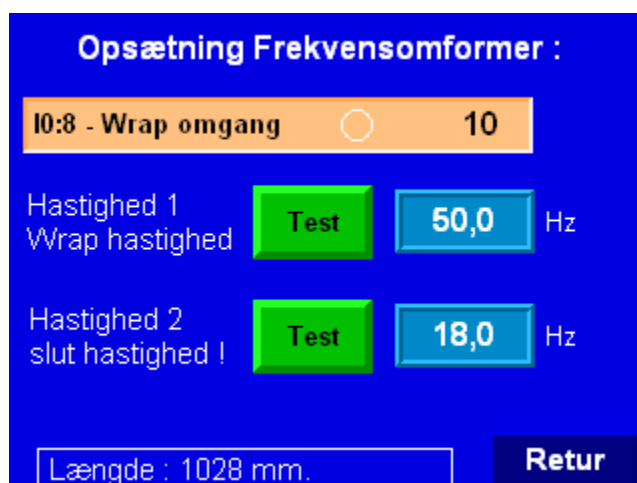 Opsætning Frekvensomformer :
I0:8 - Wrap omgang 10
Hastighed 1
Wrap hastighed Test 50,0 Hz
Hastighed 2
slut hastighed ! Test 18,0 Hz
Længde : 1028 mm.
Retur